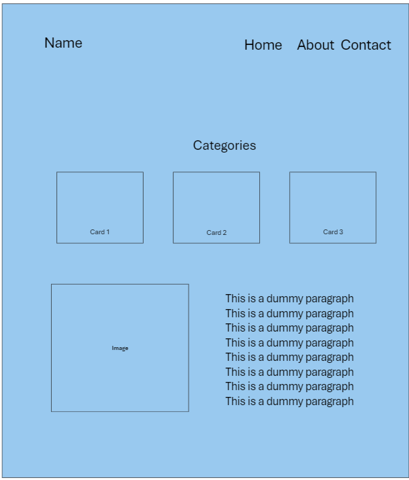 Name
Home About Contact
Categories
Card 1 Card 2 Card 3
Image
This is a dummy paragraph
This is a dummy paragraph
This is a dummy paragraph
This is a dummy paragraph
This is a dummy paragraph
This is a dummy paragraph
This is a dummy paragraph
This is a dummy paragraph